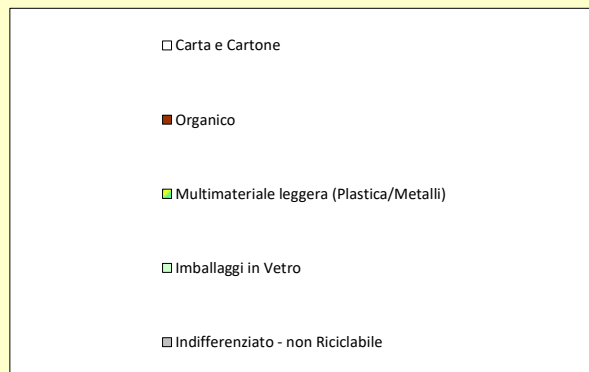 Carta e Cartone
Organico
Multimateriale leggera (Plastica/Metalli)
Imballaggi in Vetro
Indifferenziato - non Riciclabile